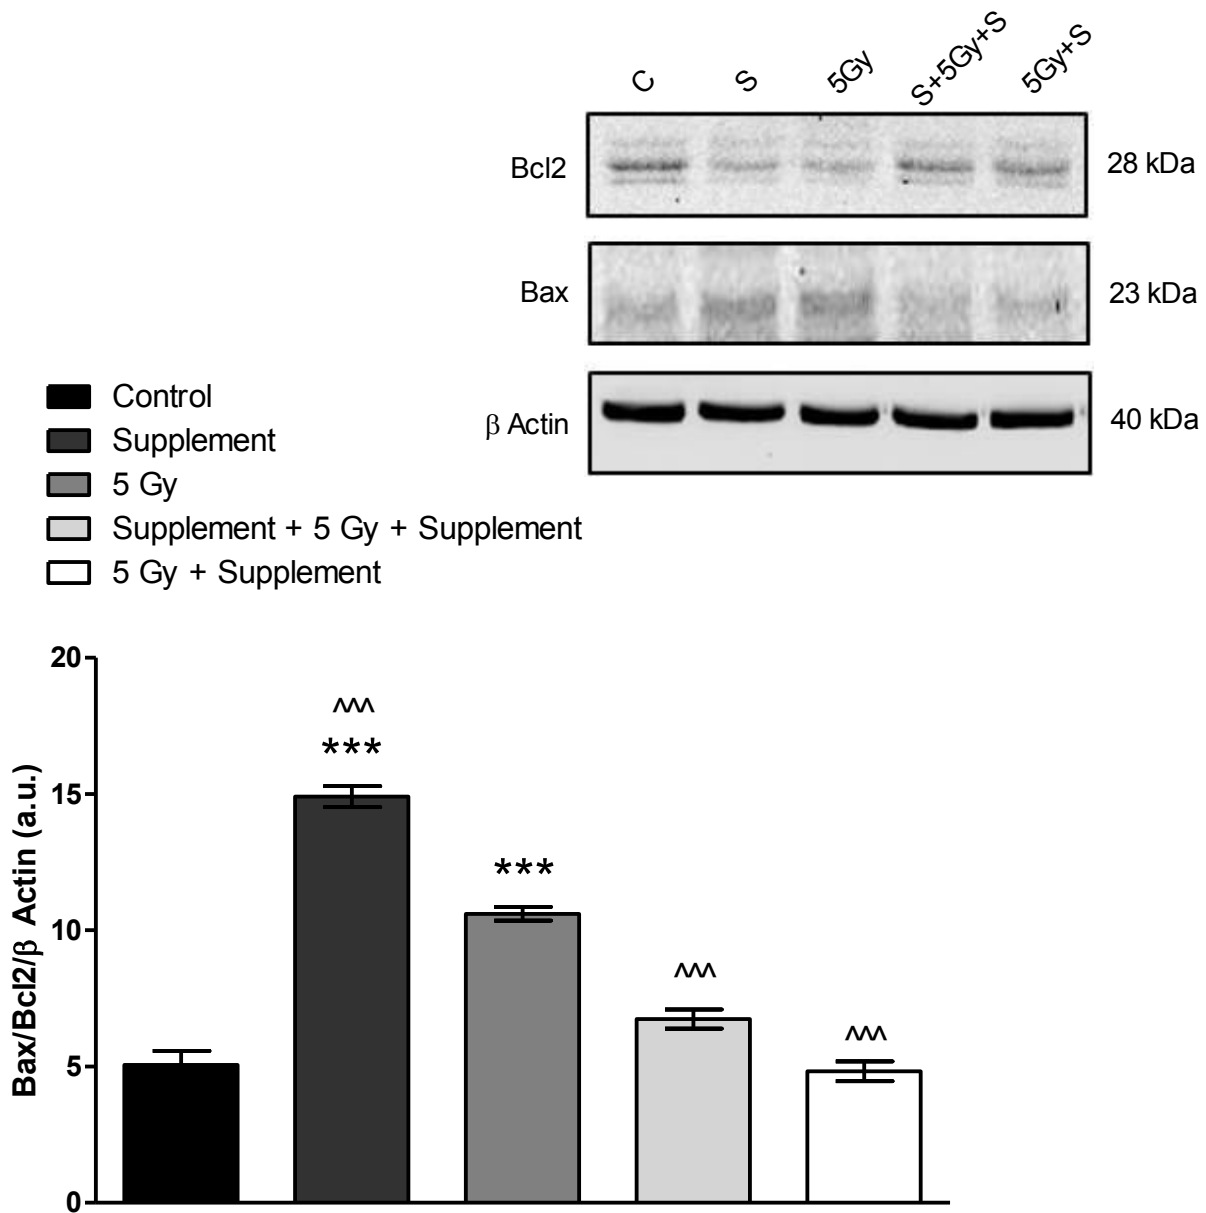 C S 5Gy S+5Gy+S 5Gy+S
Bcl2 28 kDa
Bax 23 kDa
β Actin 40 kDa
Control
Supplement
5 Gy
Supplement + 5 Gy + Supplement
5 Gy + Supplement
Bax/Bcl2/β Actin (a.u.)
20
15
10
5
0
^^^
***
***
^^^
^^^